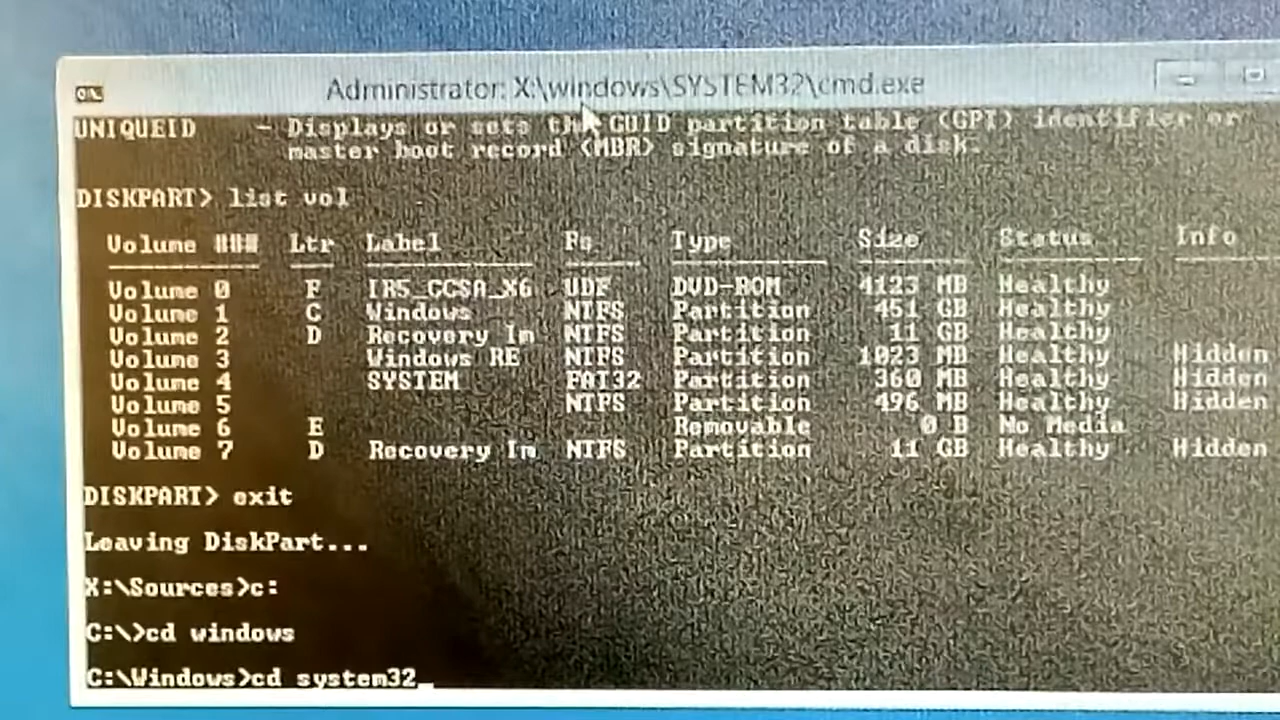 Administrator: X:\windows\SYSTEM32\cmd.exe
UNIQUEID - Displays or sets the GUID partition table (GPT) identifier or
master boot record (MBR) signature of a disk.
DISKPART> list vol
Volume ### Ltr Label Fs Type Size Status Info
Volume 0 F IR5_CCSA_X6 UDF DVD-ROM 4123 MB Healthy
Volume 1 C Windows NTFS Partition 451 GB Healthy
Volume 2 D Recovery Im NTFS Partition 11 GB Healthy
Volume 3 Windows RE NTFS Partition 1023 MB Healthy Hidden
Volume 4 SYSTEM FAT32 Partition 360 MB Healthy Hidden
Volume 5 NTFS Partition 496 MB Healthy Hidden
Volume 6 E Removable 0 B No Media
Volume 7 D Recovery Im NTFS Partition 11 GB Healthy Hidden
DISKPART> exit
Leaving DiskPart...
X:\Sources>c:
C:\>cd windows
C:\Windows>cd system32_